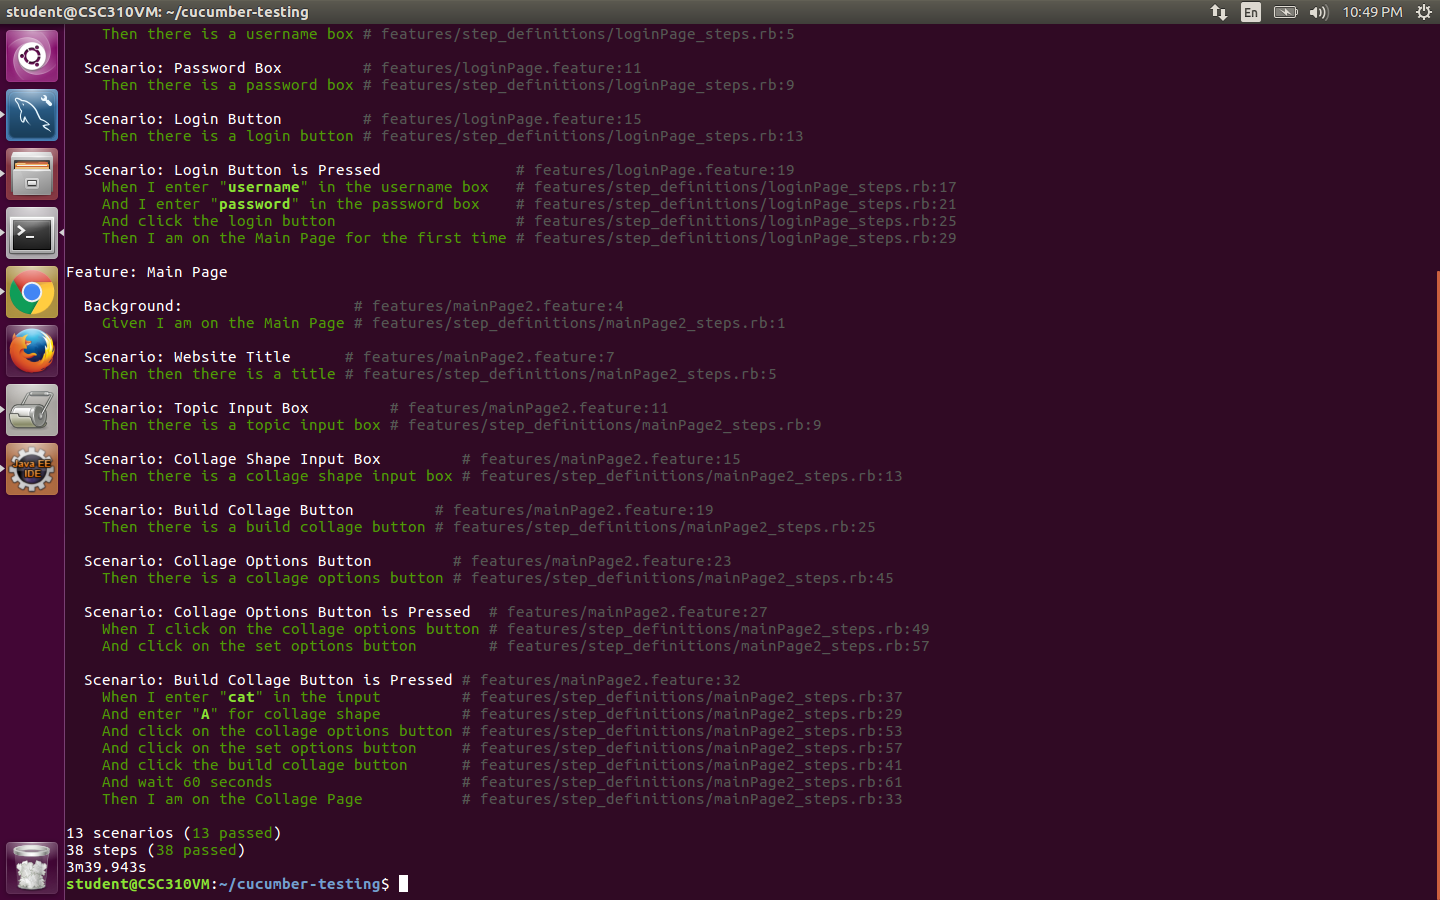 student@CSC310VM: ~/cucumber-testing
En
10:49 PM
Then there is a username box # features/step_definitions/loginPage_steps.rb:5
Scenario: Password Box # features/loginPage.feature:11
Then there is a password box # features/step_definitions/loginPage_steps.rb:9
Scenario: Login Button # features/loginPage.feature:15
Then there is a login button # features/step_definitions/loginPage_steps.rb:13
Scenario: Login Button is Pressed # features/loginPage.feature:19
When I enter "username" in the username box # features/step_definitions/loginPage_steps.rb:17
And I enter "password" in the password box # features/step_definitions/loginPage_steps.rb:21
And click the login button # features/step_definitions/loginPage_steps.rb:25
Then I am on the Main Page for the first time # features/step_definitions/loginPage_steps.rb:29
Feature: Main Page
Background: # features/mainPage2.feature:4
Given I am on the Main Page # features/step_definitions/mainPage2_steps.rb:1
Scenario: Website Title # features/mainPage2.feature:7
Then then there is a title # features/step_definitions/mainPage2_steps.rb:5
Scenario: Topic Input Box # features/mainPage2.feature:11
Then there is a topic input box # features/step_definitions/mainPage2_steps.rb:9
Scenario: Collage Shape Input Box # features/mainPage2.feature:15
Then there is a collage shape input box # features/step_definitions/mainPage2_steps.rb:13
Scenario: Build Collage Button # features/mainPage2.feature:19
Then there is a build collage button # features/step_definitions/mainPage2_steps.rb:25
Scenario: Collage Options Button # features/mainPage2.feature:23
Then there is a collage options button # features/step_definitions/mainPage2_steps.rb:45
Scenario: Collage Options Button is Pressed # features/mainPage2.feature:27
When I click on the collage options button # features/step_definitions/mainPage2_steps.rb:49
And click on the set options button # features/step_definitions/mainPage2_steps.rb:57
Scenario: Build Collage Button is Pressed # features/mainPage2.feature:32
When I enter "cat" in the input # features/step_definitions/mainPage2_steps.rb:37
And enter "A" for collage shape # features/step_definitions/mainPage2_steps.rb:29
And click on the collage options button # features/step_definitions/mainPage2_steps.rb:53
And click on the set options button # features/step_definitions/mainPage2_steps.rb:57
And click the build collage button # features/step_definitions/mainPage2_steps.rb:41
And wait 60 seconds # features/step_definitions/mainPage2_steps.rb:61
Then I am on the Collage Page # features/step_definitions/mainPage2_steps.rb:33
13 scenarios (13 passed)
38 steps (38 passed)
3m39.943s
student@CSC310VM:~/cucumber-testing$
Java EE
IDE